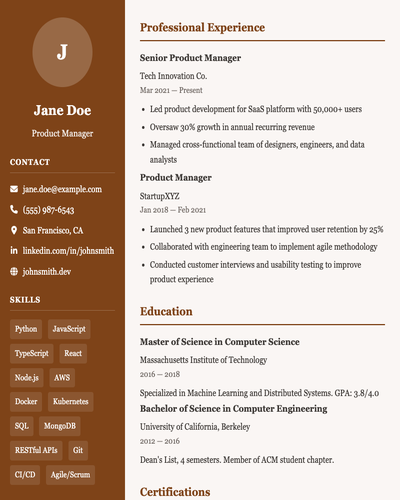 J
Jane Doe
Product Manager
CONTACT
jane.doe@example.com
(555) 987-6543
San Francisco, CA
linkedin.com/in/johnsmith
johnsmith.dev
SKILLS
Python JavaScript
TypeScript React
Node.js AWS
Docker Kubernetes
SQL MongoDB
RESTful APIs Git
CI/CD Agile/Scrum
Professional Experience
Senior Product Manager
Tech Innovation Co.
Mar 2021 — Present
• Led product development for SaaS platform with 50,000+ users
• Oversaw 30% growth in annual recurring revenue
• Managed cross-functional team of designers, engineers, and data
analysts
Product Manager
StartupXYZ
Jan 2018 — Feb 2021
• Launched 3 new product features that improved user retention by 25%
• Collaborated with engineering team to implement agile methodology
• Conducted customer interviews and usability testing to improve
product experience
Education
Master of Science in Computer Science
Massachusetts Institute of Technology
2016 — 2018
Specialized in Machine Learning and Distributed Systems. GPA: 3.8/4.0
Bachelor of Science in Computer Engineering
University of California, Berkeley
2012 — 2016
Dean's List, 4 semesters. Member of ACM student chapter.
Certifications